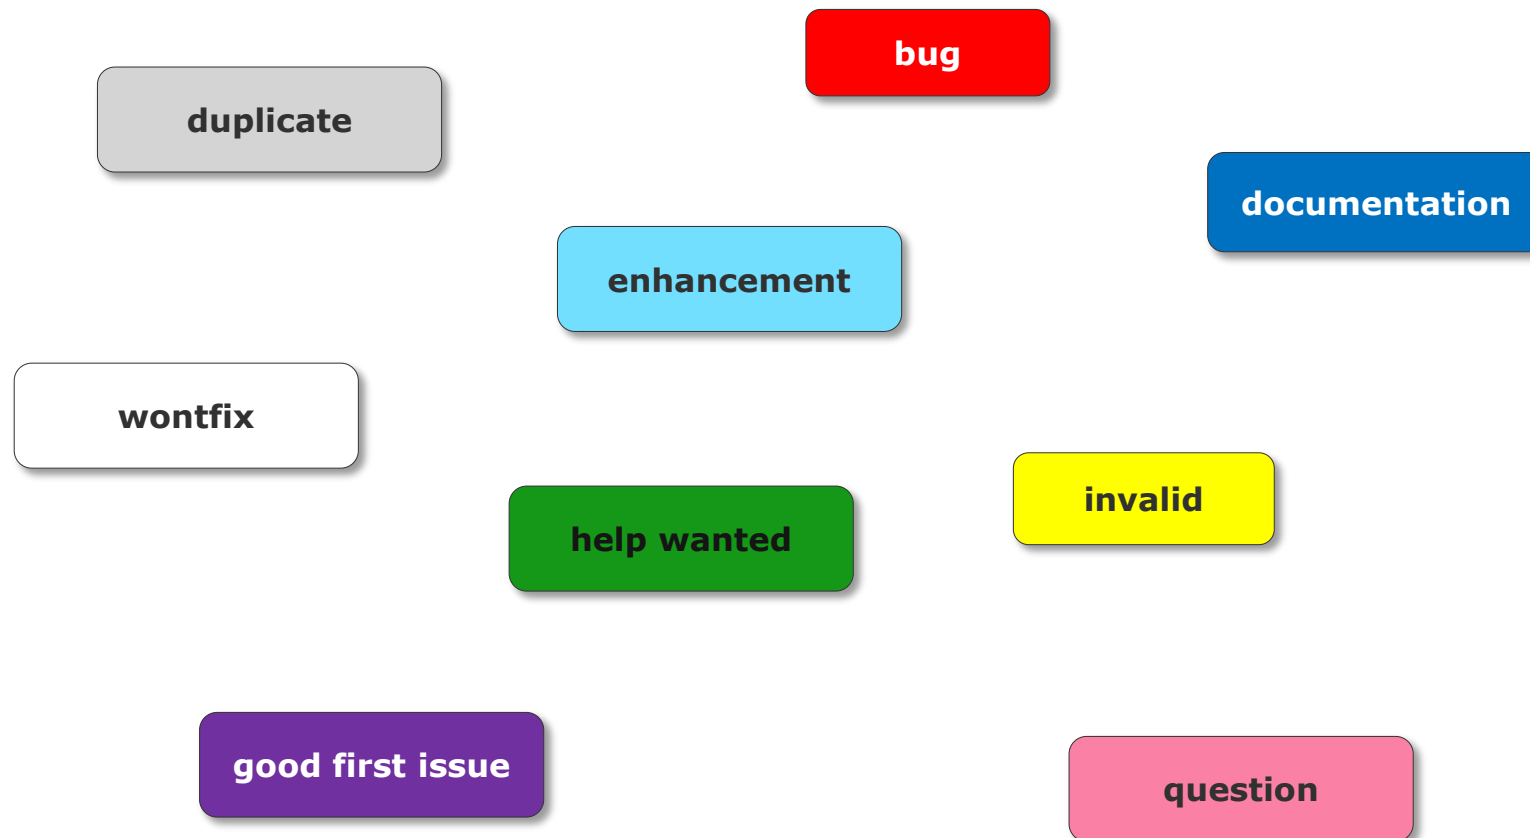 bug
duplicate
documentation
enhancement
wontfix
invalid
help wanted
good first issue
question